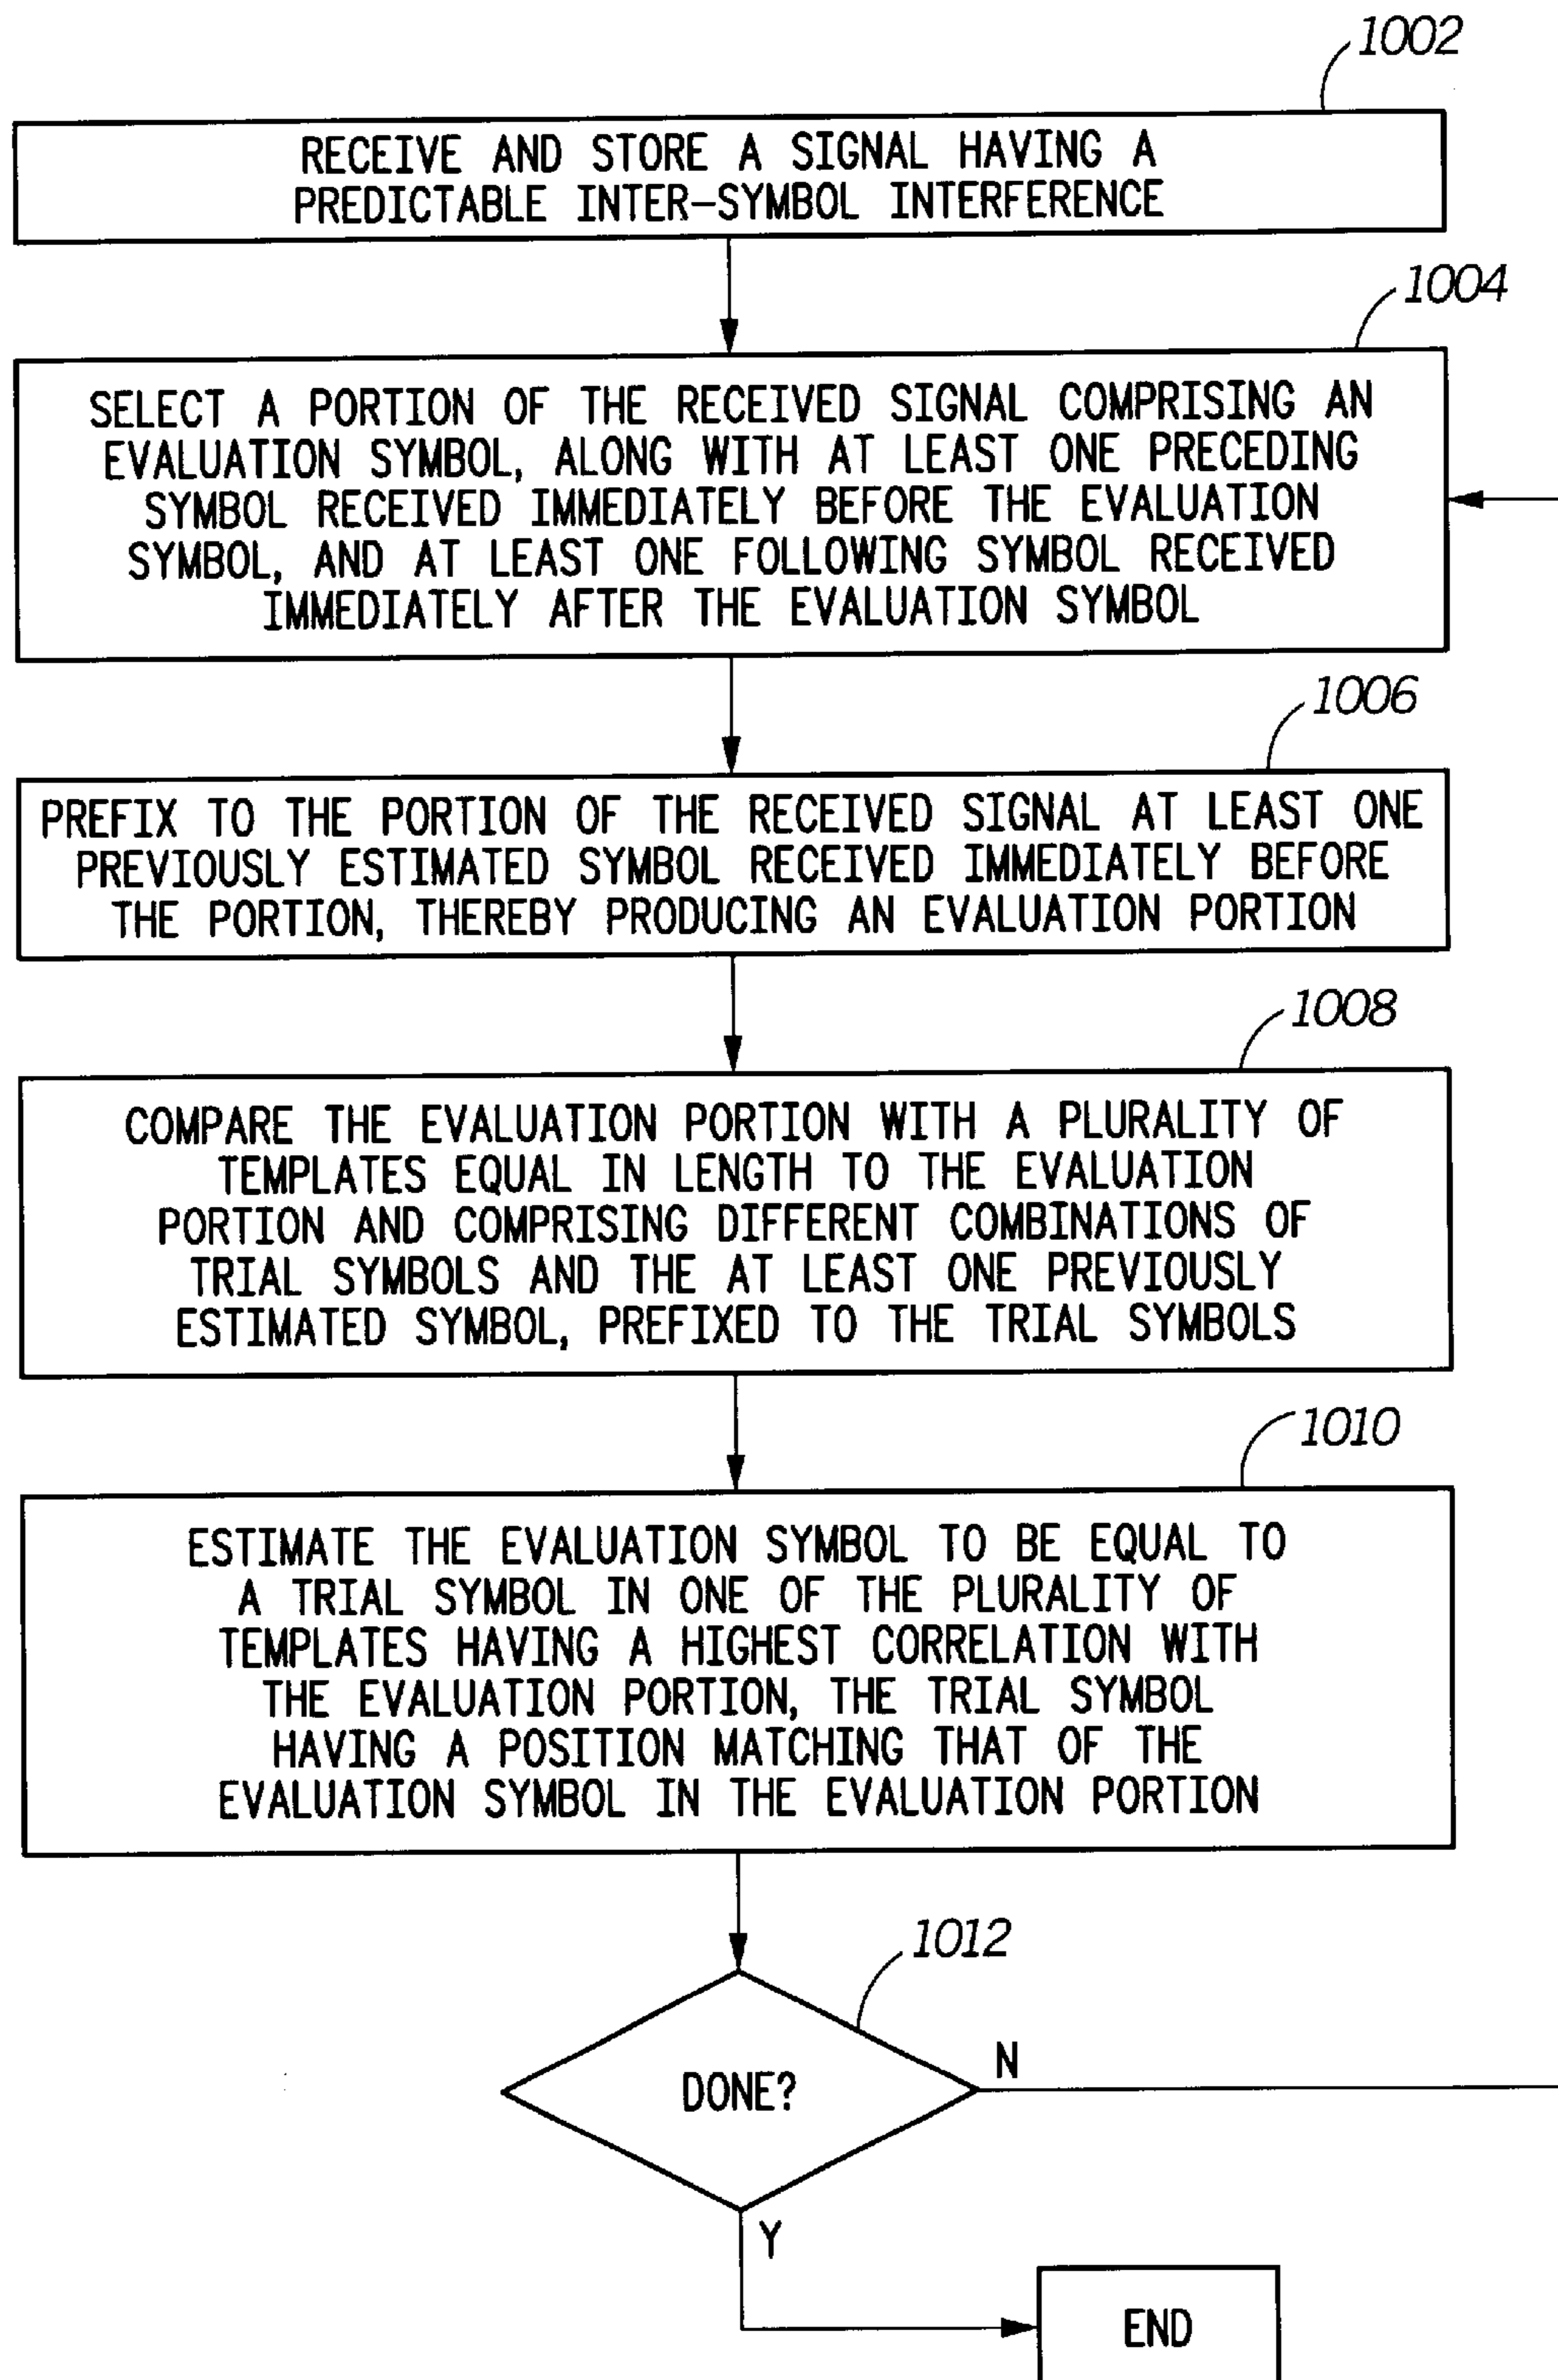 1002
RECEIVE AND STORE A SIGNAL HAVING A
PREDICTABLE INTER-SYMBOL INTERFERENCE
1004
SELECT A PORTION OF THE RECEIVED SIGNAL COMPRISING AN
EVALUATION SYMBOL, ALONG WITH AT LEAST ONE PRECEDING
SYMBOL RECEIVED IMMEDIATELY BEFORE THE EVALUATION
SYMBOL, AND AT LEAST ONE FOLLOWING SYMBOL RECEIVED
IMMEDIATELY AFTER THE EVALUATION SYMBOL
1006
PREFIX TO THE PORTION OF THE RECEIVED SIGNAL AT LEAST ONE
PREVIOUSLY ESTIMATED SYMBOL RECEIVED IMMEDIATELY BEFORE
THE PORTION, THEREBY PRODUCING AN EVALUATION PORTION
1008
COMPARE THE EVALUATION PORTION WITH A PLURALITY OF
TEMPLATES EQUAL IN LENGTH TO THE EVALUATION
PORTION AND COMPRISING DIFFERENT COMBINATIONS OF
TRIAL SYMBOLS AND THE AT LEAST ONE PREVIOUSLY
ESTIMATED SYMBOL, PREFIXED TO THE TRIAL SYMBOLS
1010
ESTIMATE THE EVALUATION SYMBOL TO BE EQUAL TO
A TRIAL SYMBOL IN ONE OF THE PLURALITY OF
TEMPLATES HAVING A HIGHEST CORRELATION WITH
THE EVALUATION PORTION, THE TRIAL SYMBOL
HAVING A POSITION MATCHING THAT OF THE
EVALUATION SYMBOL IN THE EVALUATION PORTION
1012
DONE?
N
Y
END